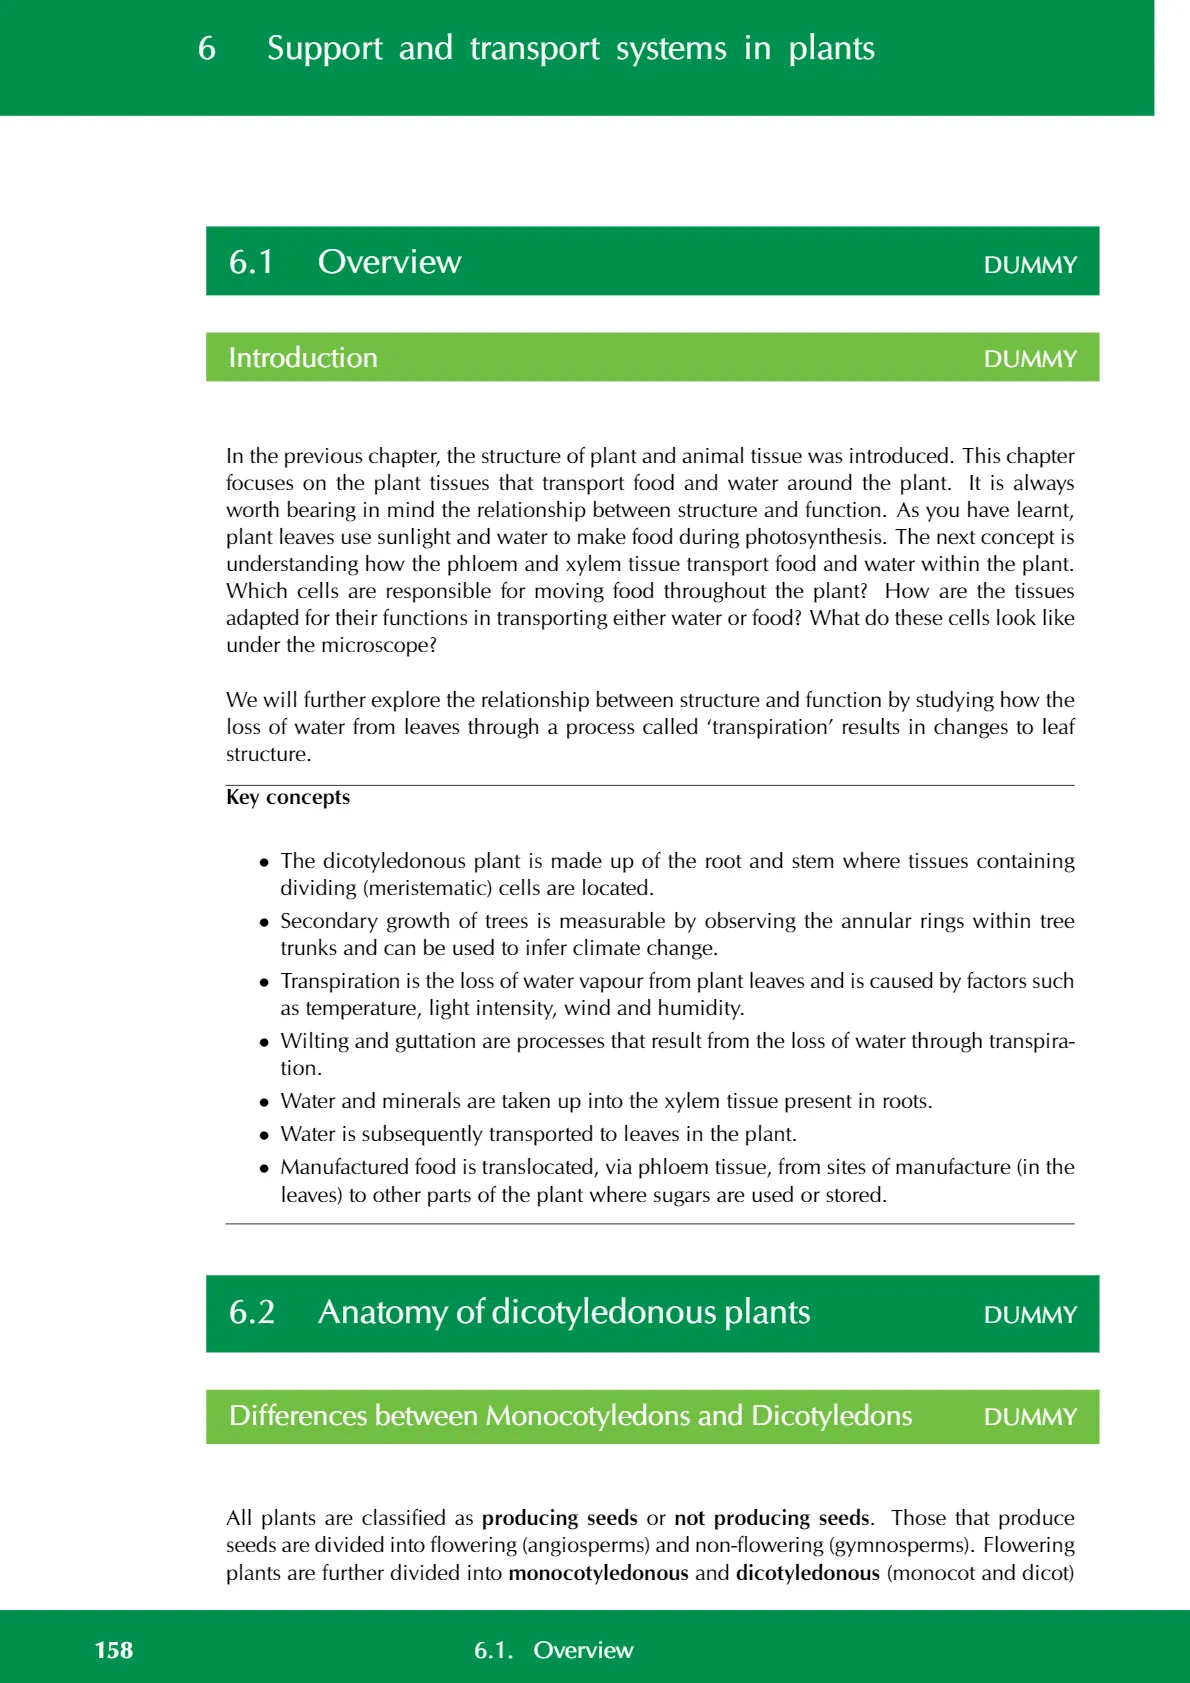 6 Support and transport systems in plants
6.1 Overview DUMMY
Introduction DUMMY
In the previous chapter, the structure of plant and animal tissue was introduced. This chapter
focuses on the plant tissues that transport food and water around the plant. It is always
worth bearing in mind the relationship between structure and function. As you have learnt,
plant leaves use sunlight and water to make food during photosynthesis. The next concept is
understanding how the phloem and xylem tissue transport food and water within the plant.
Which cells are responsible for moving food throughout the plant? How are the tissues
adapted for their functions in transporting either water or food? What do these cells look like
under the microscope?
We will further explore the relationship between structure and function by studying how the
loss of water from leaves through a process called ‘transpiration’ results in changes to leaf
structure.
Key concepts
• The dicotyledonous plant is made up of the root and stem where tissues containing
dividing (meristematic) cells are located.
• Secondary growth of trees is measurable by observing the annular rings within tree
trunks and can be used to infer climate change.
• Transpiration is the loss of water vapour from plant leaves and is caused by factors such
as temperature, light intensity, wind and humidity.
• Wilting and guttation are processes that result from the loss of water through transpira-
tion.
• Water and minerals are taken up into the xylem tissue present in roots.
• Water is subsequently transported to leaves in the plant.
• Manufactured food is translocated, via phloem tissue, from sites of manufacture (in the
leaves) to other parts of the plant where sugars are used or stored.
6.2 Anatomy of dicotyledonous plants DUMMY
Differences between Monocotyledons and Dicotyledons DUMMY
All plants are classified as producing seeds or not producing seeds. Those that produce
seeds are divided into flowering (angiosperms) and non-flowering (gymnosperms). Flowering
plants are further divided into monocotyledonous and dicotyledonous (monocot and dicot)
158 6.1. Overview